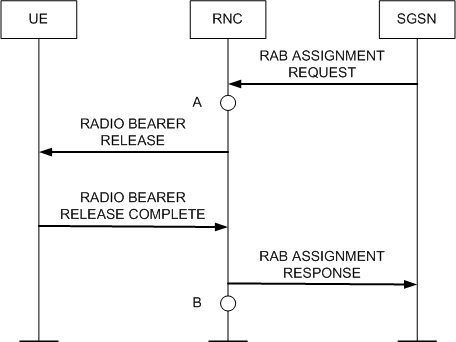 UE
RNC
SGSN
RAB ASSIGNMENT
REQUEST
A
RADIO BEARER
RELEASE
RADIO BEARER
RELEASE COMPLETE
RAB ASSIGNMENT
RESPONSE
B